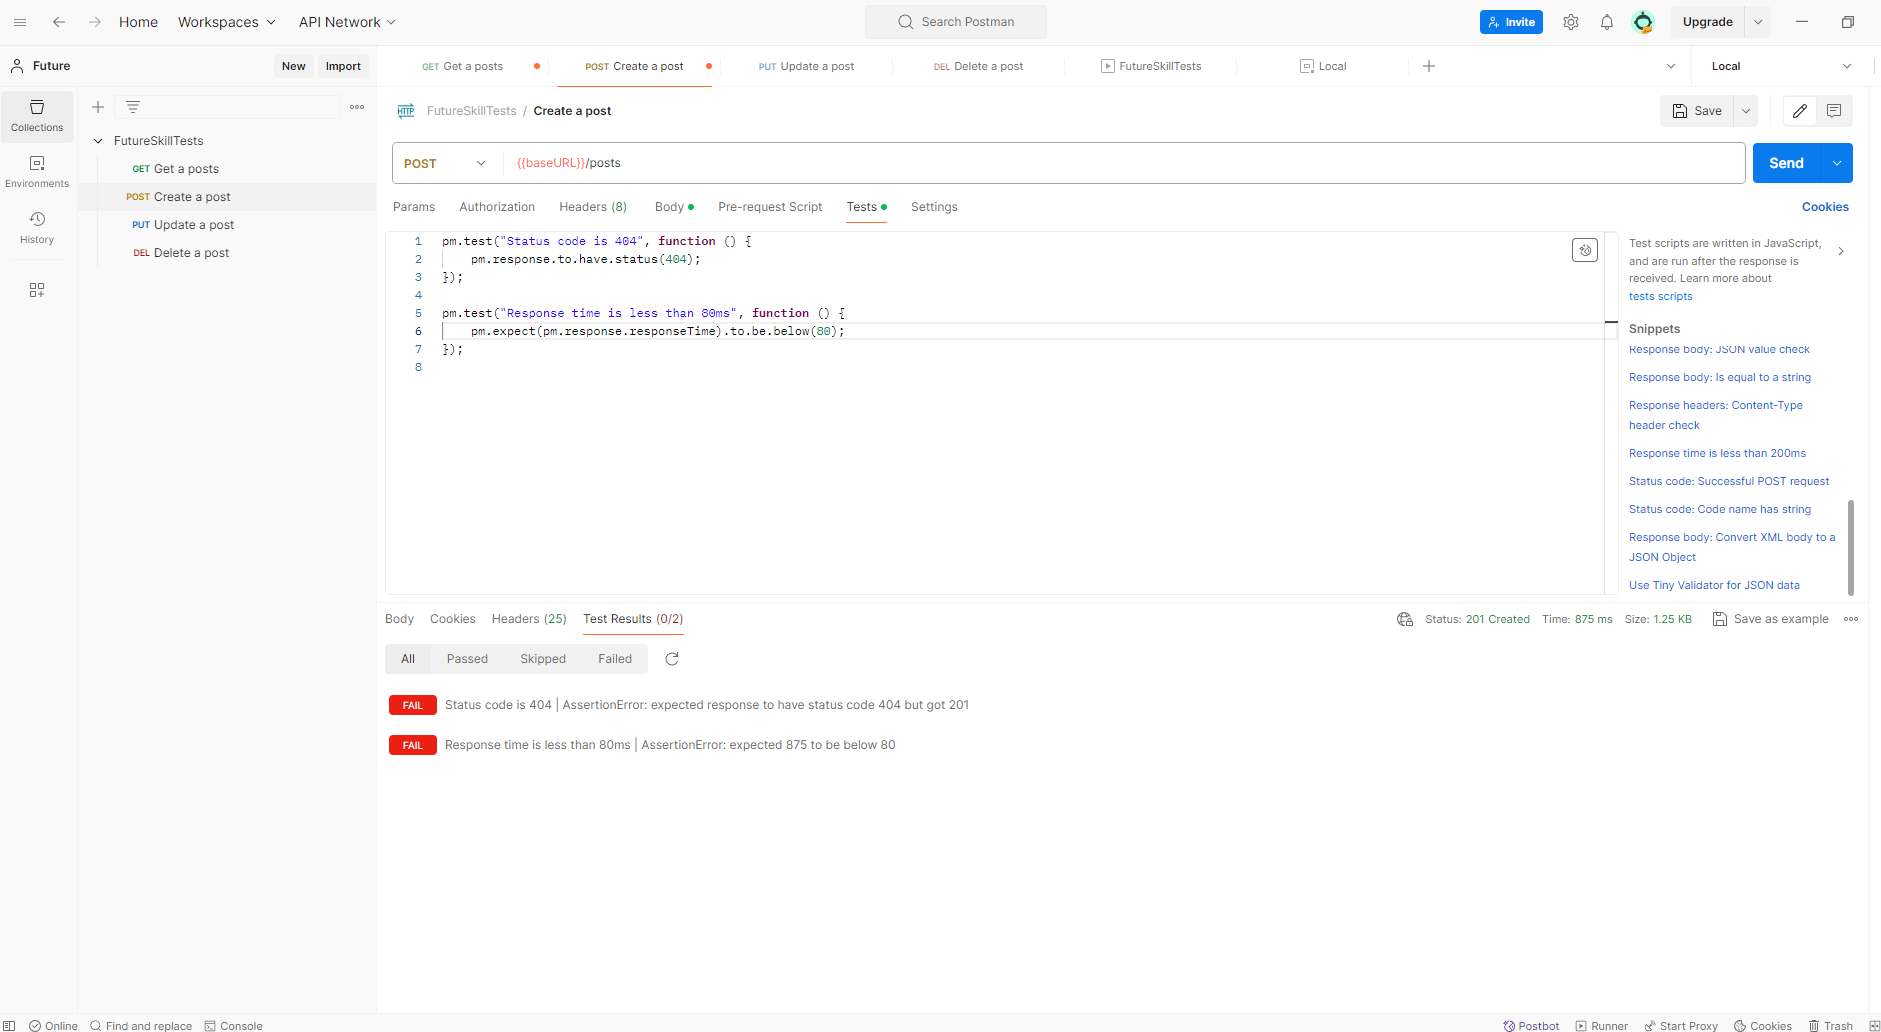 Home
Workspaces
API Network
Search Postman
Invite
Upgrade
Future
New
Import
GET Get a posts
POST Create a post
PUT Update a post
DEL Delete a post
FutureSkillTests
Local
Local
Collections
Environments
History
FutureSkillTests
GET Get a posts
POST Create a post
PUT Update a post
DEL Delete a post
HTTP FutureSkillTests / Create a post
Save
POST
{{baseURL}}/posts
Send
Params
Authorization
Headers (8)
Body
Pre-request Script
Tests
Settings
Cookies
1 pm.test("Status code is 404", function () {
2 pm.response.to.have.status(404);
3 });
4
5 pm.test("Response time is less than 80ms", function () {
6 pm.expect(pm.response.responseTime).to.be.below(80);
7 });
8
Test scripts are written in JavaScript,
and are run after the response is
received. Learn more about
tests scripts
Snippets
Response body: JSON value check
Response body: Is equal to a string
Response headers: Content-Type
header check
Response time is less than 200ms
Status code: Successful POST request
Status code: Code name has string
Response body: Convert XML body to a
JSON Object
Use Tiny Validator for JSON data
Body
Cookies
Headers (25)
Test Results (0/2)
Status: 201 Created
Time: 875 ms
Size: 1.25 KB
Save as example
All
Passed
Skipped
Failed
FAIL Status code is 404 | AssertionError: expected response to have status code 404 but got 201
FAIL Response time is less than 80ms | AssertionError: expected 875 to be below 80
Online
Find and replace
Console
Postbot
Runner
Start Proxy
Cookies
Trash